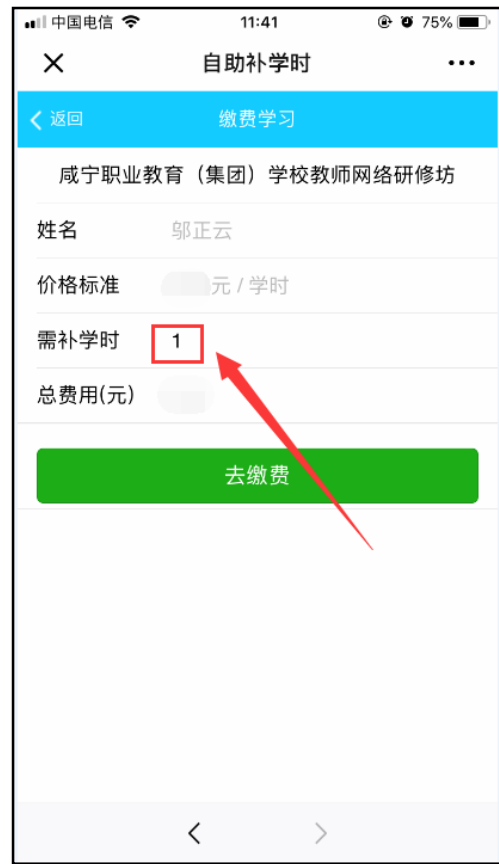 中国电信 11:41 75%
自助补学时
返回 缴费学习
咸宁职业教育（集团）学校教师网络研修坊
姓名 邬正云
价格标准 元 / 学时
需补学时 1
总费用(元)
去缴费